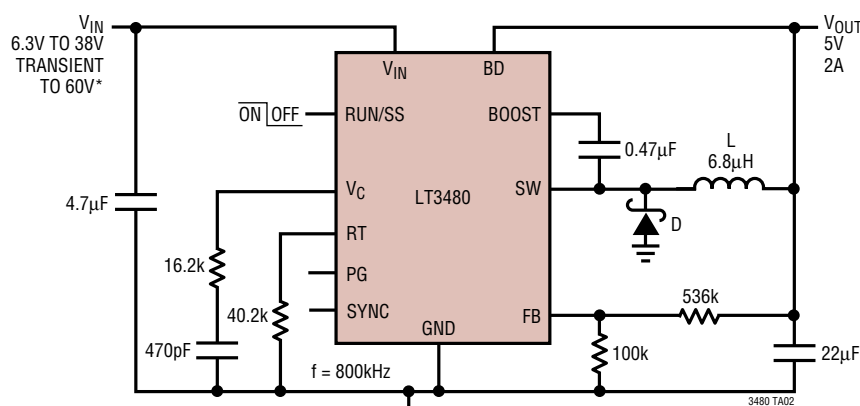 VIN
6.3V TO 38V
TRANSIENT
TO 60V*
VOUT
5V
2A
VIN
BD
ON OFF
RUN/SS
BOOST
0.47µF
L
6.8µH
VC
LT3480
SW
4.7µF
D
RT
16.2k
PG
536k
40.2k
SYNC
FB
GND
470pF
100k
22µF
f = 800kHz
3480 TA02